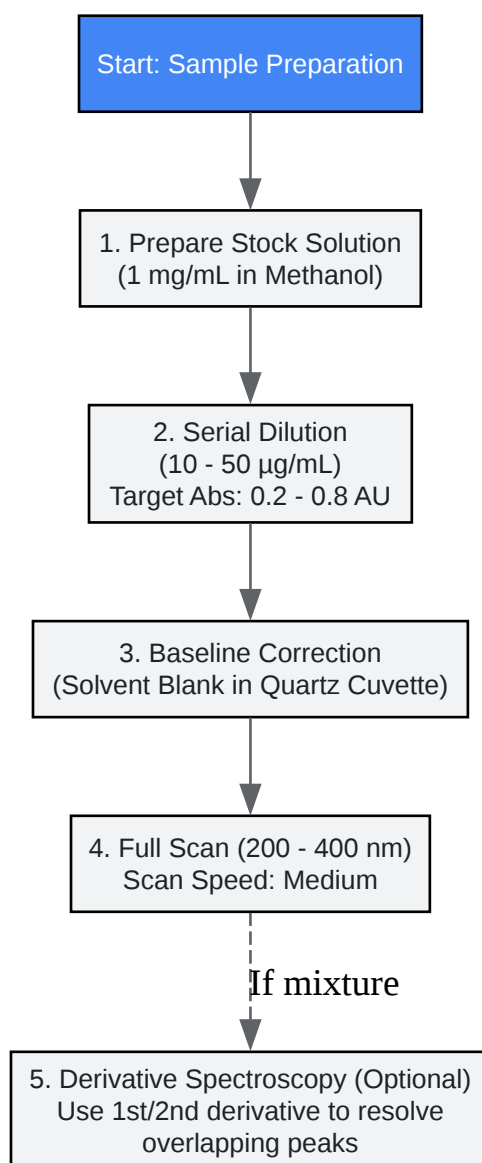 Start: Sample Preparation
1. Prepare Stock Solution
(1 mg/mL in Methanol)
2. Serial Dilution
(10 - 50 µg/mL)
Target Abs: 0.2 - 0.8 AU
3. Baseline Correction
(Solvent Blank in Quartz Cuvette)
4. Full Scan (200 - 400 nm)
Scan Speed: Medium
If mixture
5. Derivative Spectroscopy (Optional)
Use 1st/2nd derivative to resolve
overlapping peaks